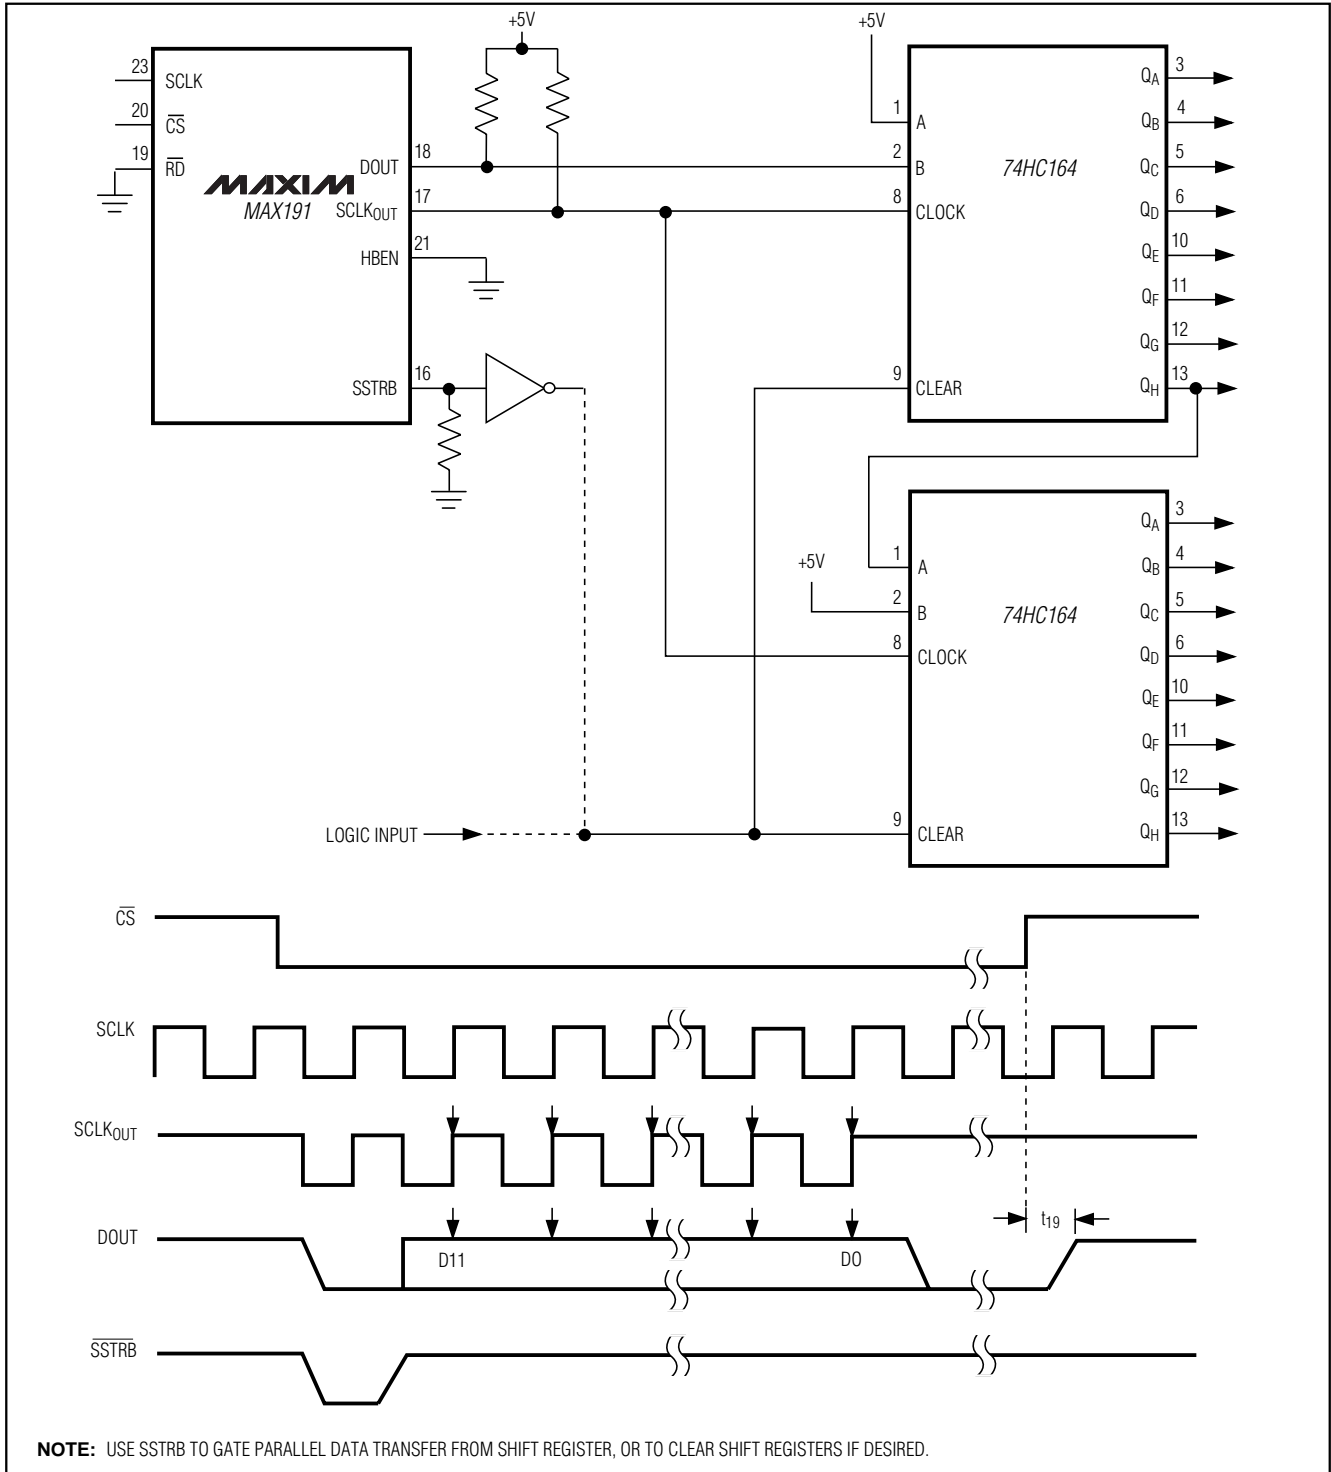 +5V
+5V
23
SCLK
20
CS
19
RD
MAXIM
MAX191
DOUT
18
SCLKOUT
17
HBEN
21
SSTRB
16
1
A
2
B
8
CLOCK
9
CLEAR
74HC164
QA
3
QB
4
QC
5
QD
6
QE
10
QF
11
QG
12
QH
13
+5V
1
A
2
B
8
CLOCK
9
CLEAR
74HC164
QA
3
QB
4
QC
5
QD
6
QE
10
QF
11
QG
12
QH
13
LOGIC INPUT
CS
SCLK
SCLKOUT
t19
DOUT
D11
D0
SSTRB
NOTE: USE SSTRB TO GATE PARALLEL DATA TRANSFER FROM SHIFT REGISTER, OR TO CLEAR SHIFT REGISTERS IF DESIRED.